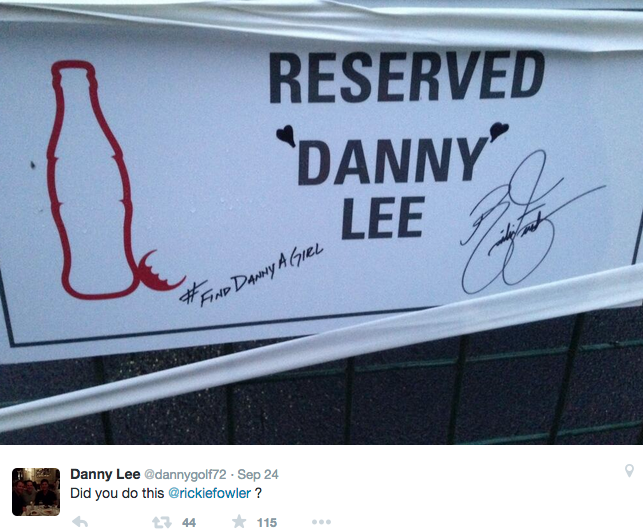 RESERVED
DANNY
LEE
#FIND DANNY A GIRL
Danny Lee @dannygolf72 · Sep 24
Did you do this @rickiefowler ?
44 115